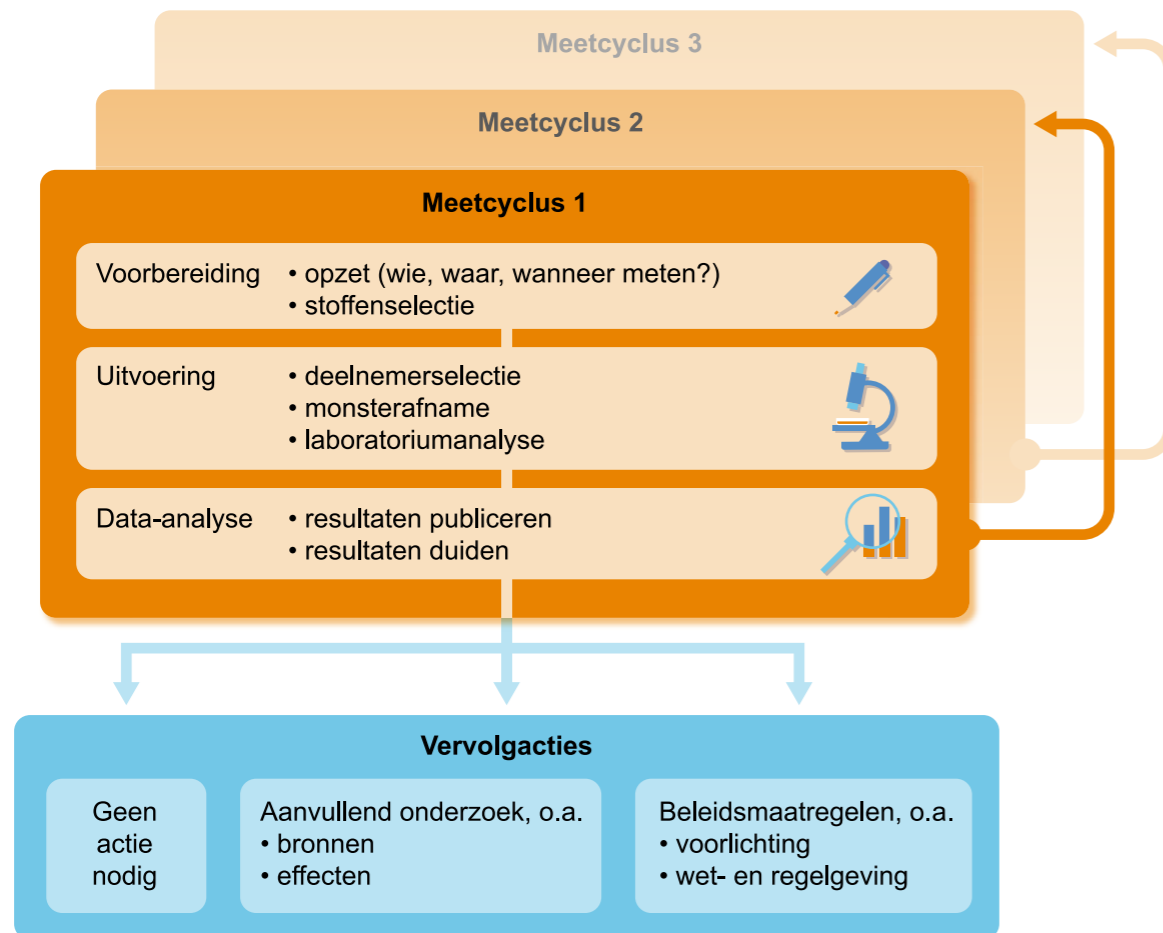 Meetcyclus 3
Meetcyclus 2
Meetcyclus 1
Voorbereiding
• opzet (wie, waar, wanneer meten?)
• stoffenselectie
Uitvoering
• deelnemerselectie
• monsterafname
• laboratoriumanalyse
Data-analyse
• resultaten publiceren
• resultaten duiden
Vervolgacties
Geen
actie
nodig
Aanvullend onderzoek, o.a.
• bronnen
• effecten
Beleidsmaatregelen, o.a.
• voorlichting
• wet- en regelgeving